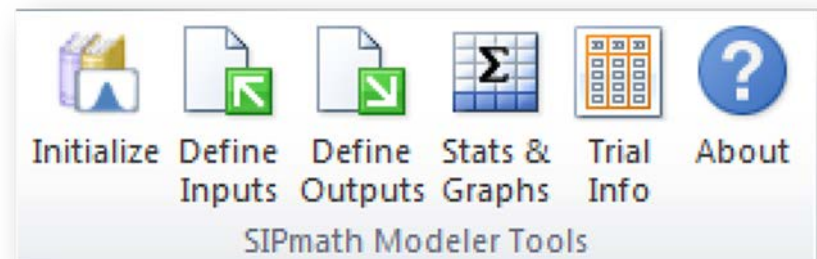 Initialize Define Define Stats & Trial About
Inputs Outputs Graphs Info
SIPmath Modeler Tools